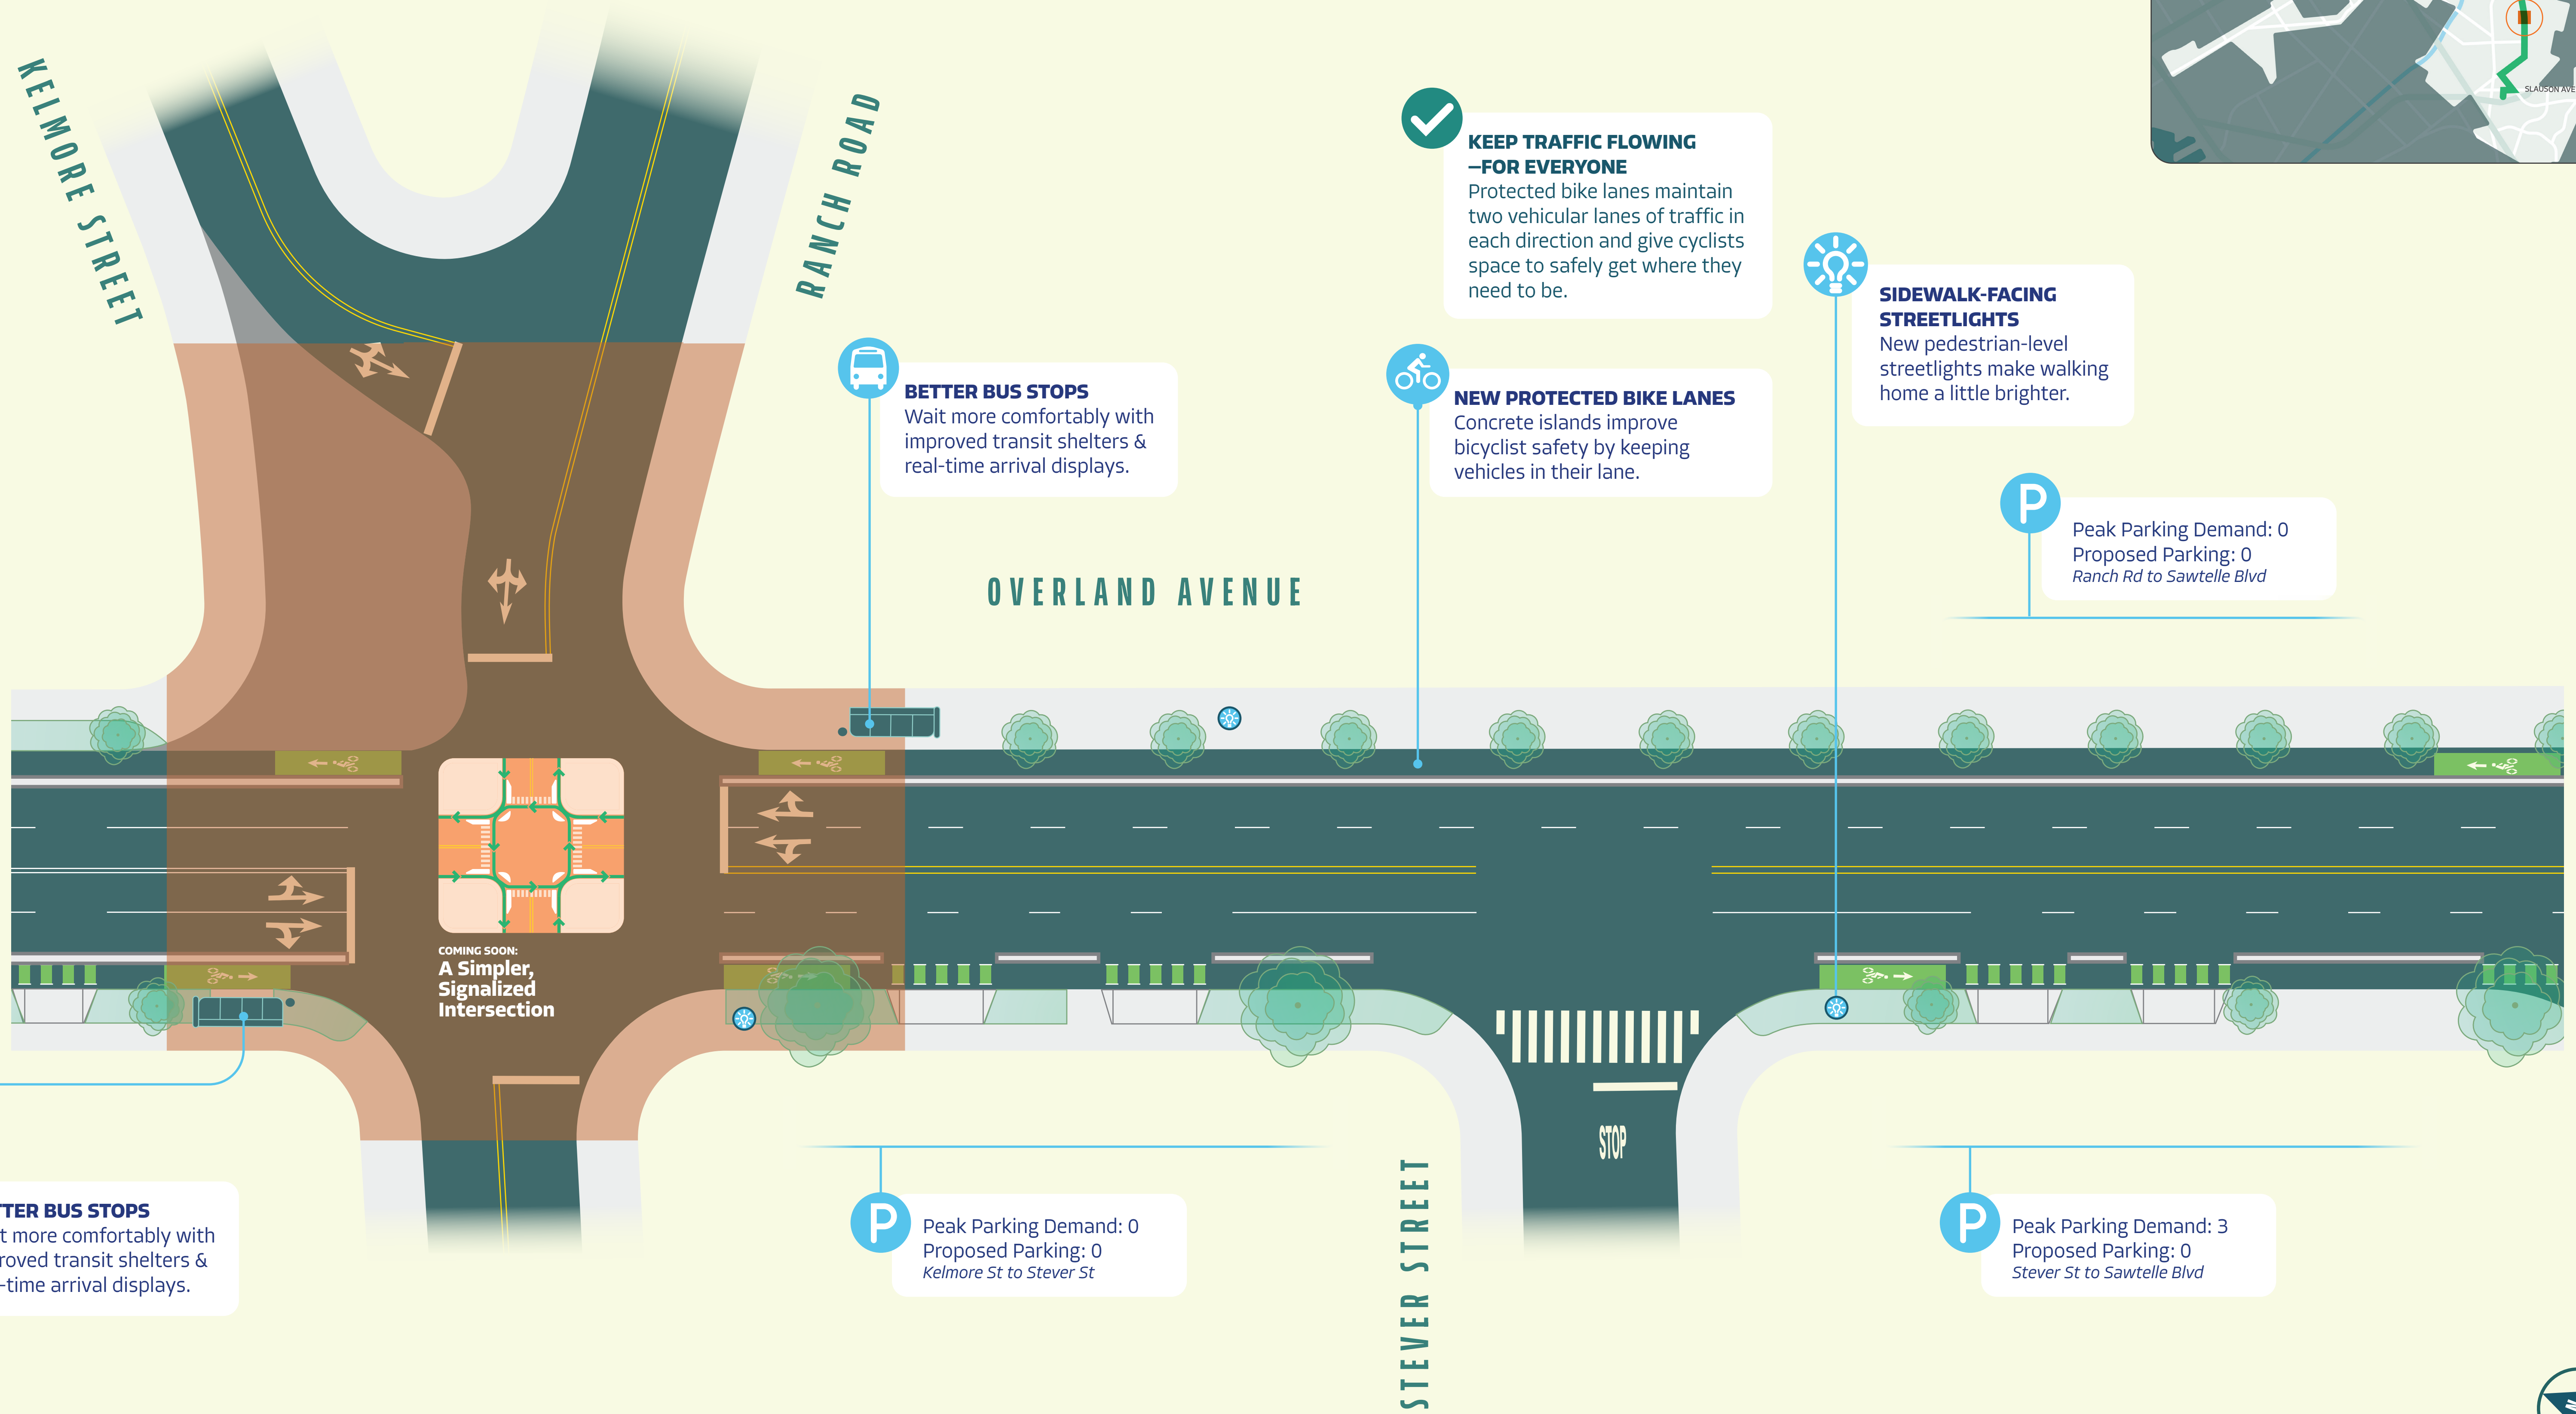 KELMORE STREET
RANCH ROAD
SLAUSON AVE
KEEP TRAFFIC FLOWING
—FOR EVERYONE
Protected bike lanes maintain
two vehicular lanes of traffic in
each direction and give cyclists
space to safely get where they
need to be.
SIDEWALK-FACING
STREETLIGHTS
New pedestrian-level
streetlights make walking
home a little brighter.
BETTER BUS STOPS
Wait more comfortably with
improved transit shelters &
real-time arrival displays.
NEW PROTECTED BIKE LANES
Concrete islands improve
bicyclist safety by keeping
vehicles in their lane.
P
Peak Parking Demand: 0
Proposed Parking: 0
Ranch Rd to Sawtelle Blvd
OVERLAND AVENUE
COMING SOON:
A Simpler,
Signalized
Intersection
STOP
TTER BUS STOPS
t more comfortably with
roved transit shelters &
-time arrival displays.
P
Peak Parking Demand: 0
Proposed Parking: 0
Kelmore St to Stever St
STEVER STREET
P
Peak Parking Demand: 3
Proposed Parking: 0
Stever St to Sawtelle Blvd